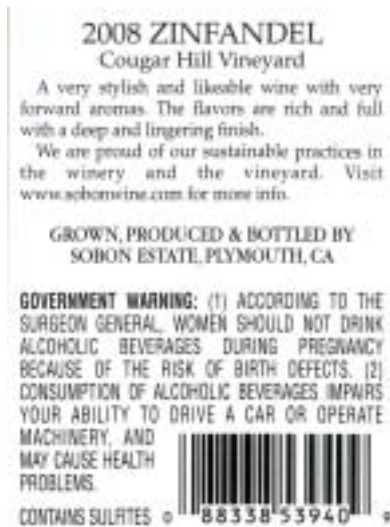 2008 ZINFANDEL
Cougar Hill Vineyard
A very stylish and likeable wine with very
forward aromas. The flavors are rich and full
with a deep and lingering finish.
We are proud of our sustainable practices in
the winery and the vineyard. Visit
www.sobonwine.com for more info.
GROWN, PRODUCED & BOTTLED BY
SOBON ESTATE, PLYMOUTH, CA
GOVERNMENT WARNING: (1) ACCORDING TO THE
SURGEON GENERAL, WOMEN SHOULD NOT DRINK
ALCOHOLIC BEVERAGES DURING PREGNANCY
BECAUSE OF THE RISK OF BIRTH DEFECTS. (2)
CONSUMPTION OF ALCOHOLIC BEVERAGES IMPAIRS
YOUR ABILITY TO DRIVE A CAR OR OPERATE
MACHINERY, AND
MAY CAUSE HEALTH
PROBLEMS.
CONTAINS SULFITES 0 88338 53940